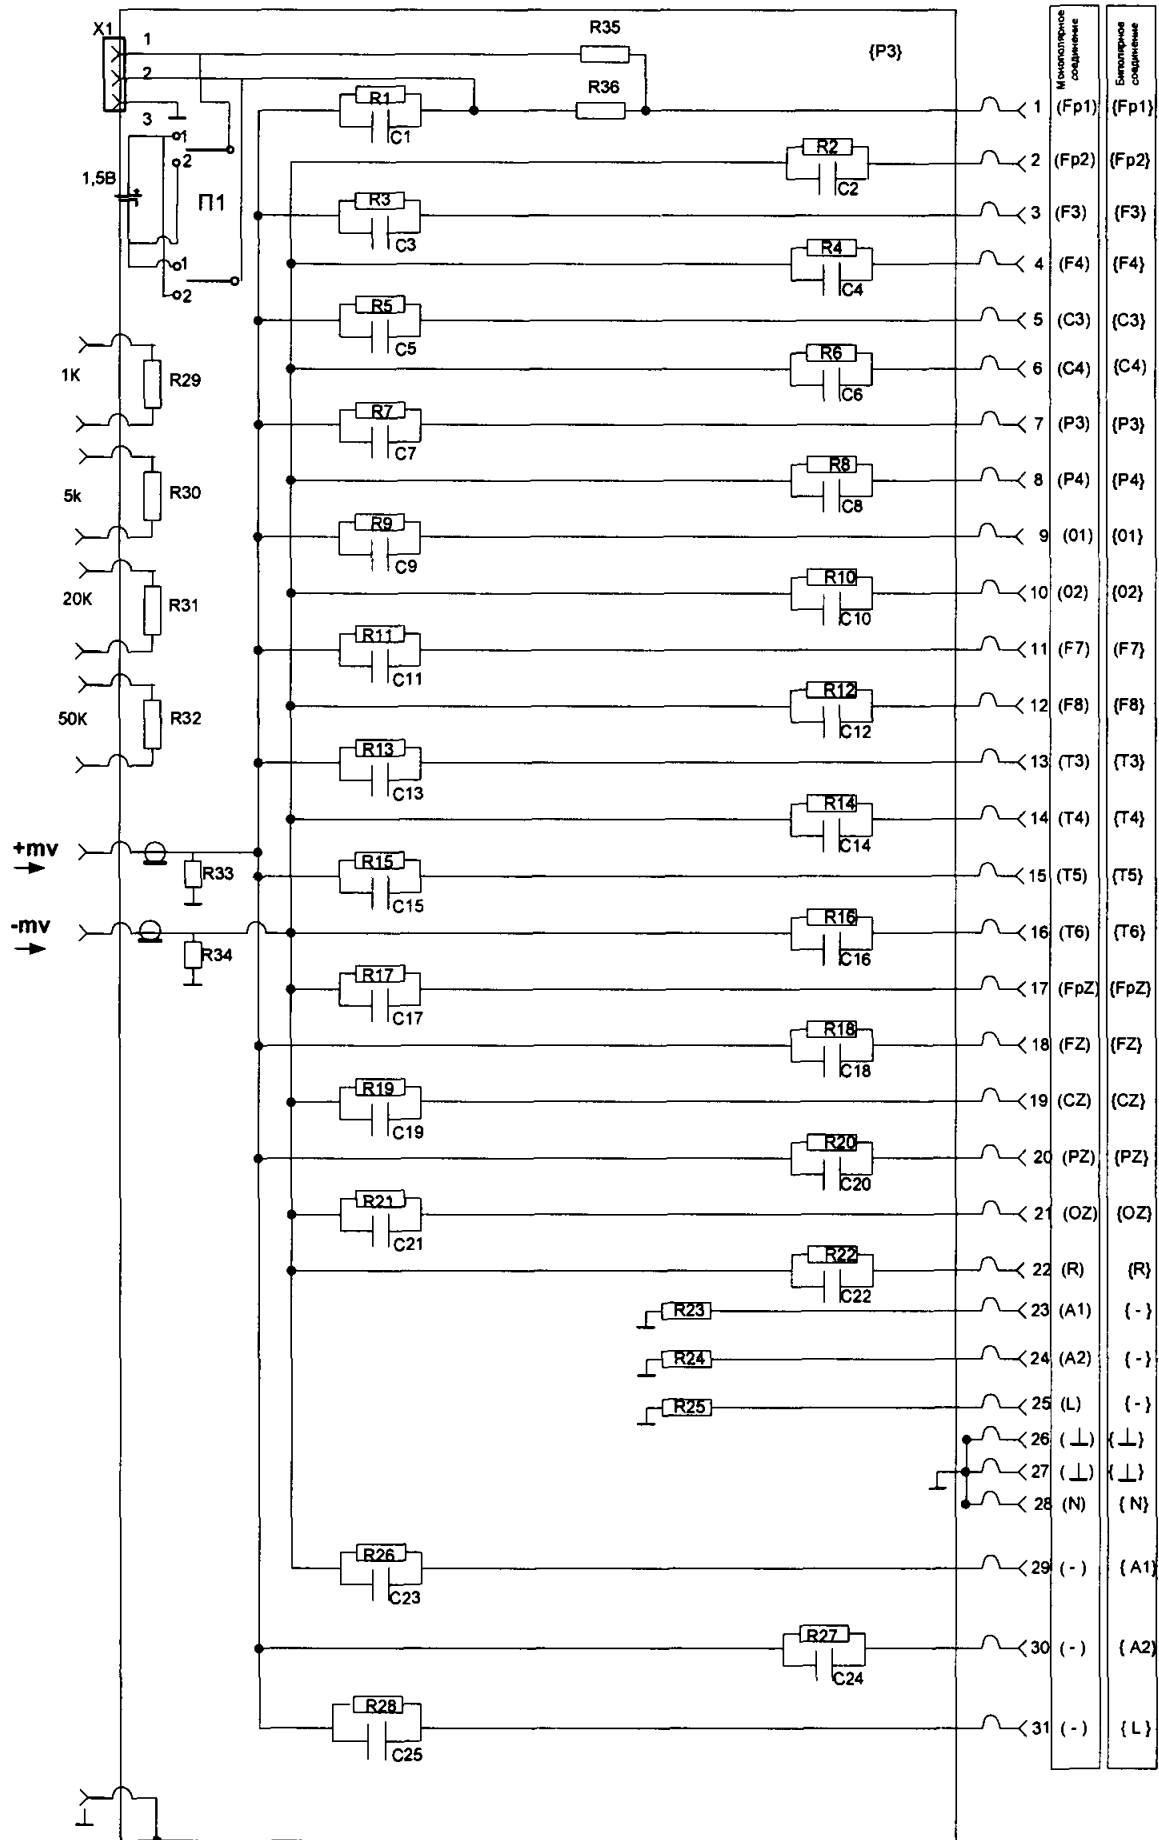 X1
1
2
3
R35
{P3}
R36
R1
C1
1 (Fp1) {Fp1}
Монополярное соединение
Биполярное соединение
1
2
1,5В
+
П1
1
2
R2
C2
2 (Fp2) {Fp2}
R3
C3
3 (F3) {F3}
R4
C4
4 (F4) {F4}
R5
C5
5 (C3) {C3}
R6
C6
6 (C4) {C4)
1K
R29
R7
C7
7 (P3) {P3}
5k
R30
R8
C8
8 (P4) {P4}
R9
C9
9 (01) {01}
20K
R31
R10
C10
10 (02) {02}
R11
C11
11 (F7) (F7}
50K
R32
R12
C12
12 (F8) {F8}
R13
C13
13 (T3) {T3}
R14
C14
14 (T4) {T4}
+mv
R33
R15
C15
15 (T5) {T5}
-mv
R34
R16
C16
16 (T6) {T6}
R17
C17
17 (FpZ) {FpZ}
R18
C18
18 (FZ) {FZ}
R19
C19
19 (CZ) {CZ}
R20
C20
20 (PZ) {PZ}
R21
C21
21 (OZ) {OZ}
R22
C22
22 (R) {R}
R23
23 (A1) {-}
R24
24 (A2) {-}
R25
25 (L) {-}
26 (⊥) {⊥}
27 (⊥) {⊥}
28 (N) {N}
R26
C23
29 (-) {A1}
R27
C24
30 (-) {A2}
R28
C25
31 (-) {L}